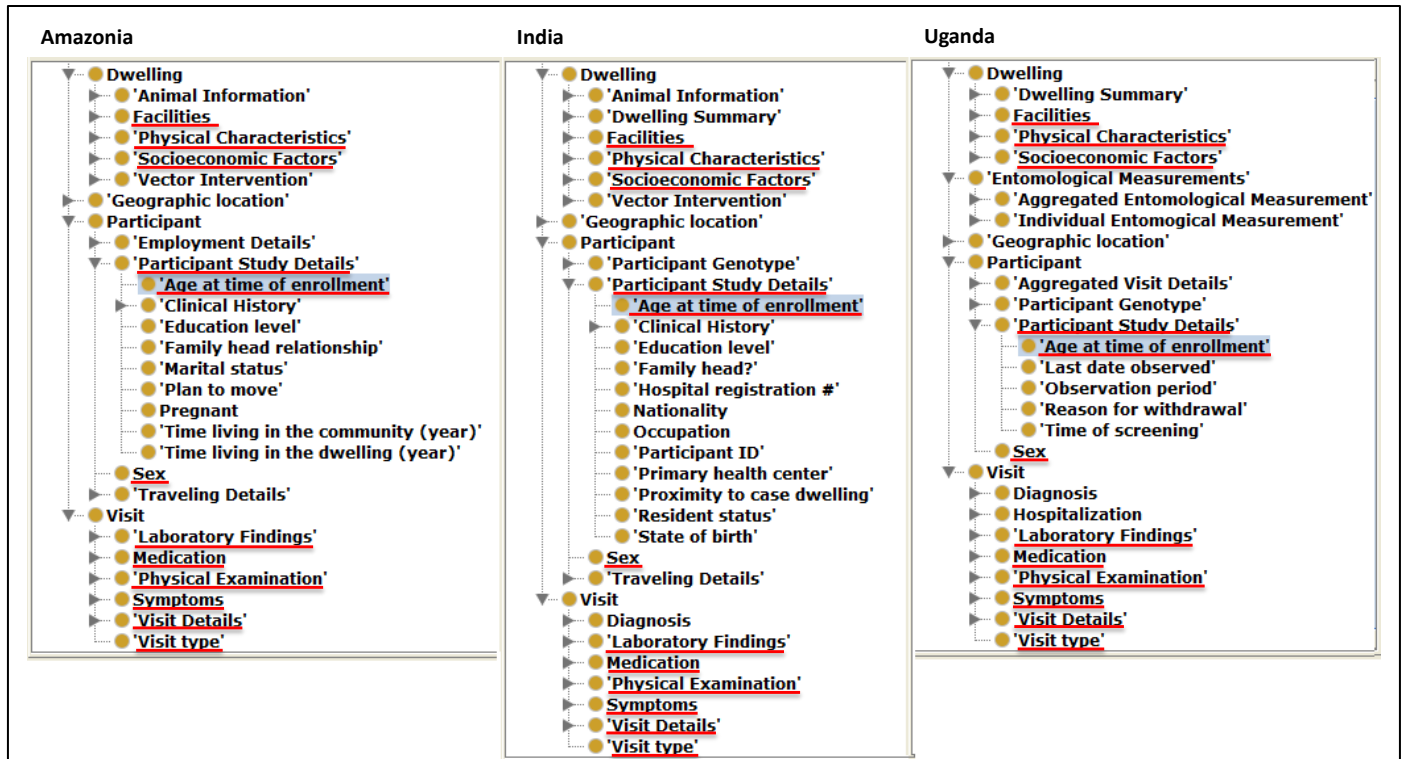 Amazonia
Dwelling
'Animal Information'
Facilities
'Physical Characteristics'
'Socioeconomic Factors'
'Vector Intervention'
'Geographic location'
Participant
'Employment Details'
'Participant Study Details'
'Age at time of enrollment'
'Clinical History'
'Education level'
'Family head relationship'
'Marital status'
'Plan to move'
Pregnant
'Time living in the community (year)'
'Time living in the dwelling (year)'
Sex
'Traveling Details'
Visit
'Laboratory Findings'
Medication
'Physical Examination'
Symptoms
'Visit Details'
'Visit type'
India
Dwelling
'Animal Information'
'Dwelling Summary'
Facilities
'Physical Characteristics'
'Socioeconomic Factors'
'Vector Intervention'
'Geographic location'
Participant
'Participant Genotype'
'Participant Study Details'
'Age at time of enrollment'
'Clinical History'
'Education level'
'Family head?'
'Hospital registration #'
Nationality
Occupation
'Participant ID'
'Primary health center'
'Proximity to case dwelling'
'Resident status'
'State of birth'
Sex
'Traveling Details'
Visit
Diagnosis
'Laboratory Findings'
Medication
'Physical Examination'
Symptoms
'Visit Details'
'Visit type'
Uganda
Dwelling
'Dwelling Summary'
Facilities
'Physical Characteristics'
'Socioeconomic Factors'
'Entomological Measurements'
'Aggregated Entomological Measurement'
'Individual Entomogical Measurement'
'Geographic location'
Participant
'Aggregated Visit Details'
'Participant Genotype'
'Participant Study Details'
'Age at time of enrollment'
'Last date observed'
'Observation period'
'Reason for withdrawal'
'Time of screening'
Sex
Visit
Diagnosis
Hospitalization
'Laboratory Findings'
Medication
'Physical Examination'
Symptoms
'Visit Details'
'Visit type'